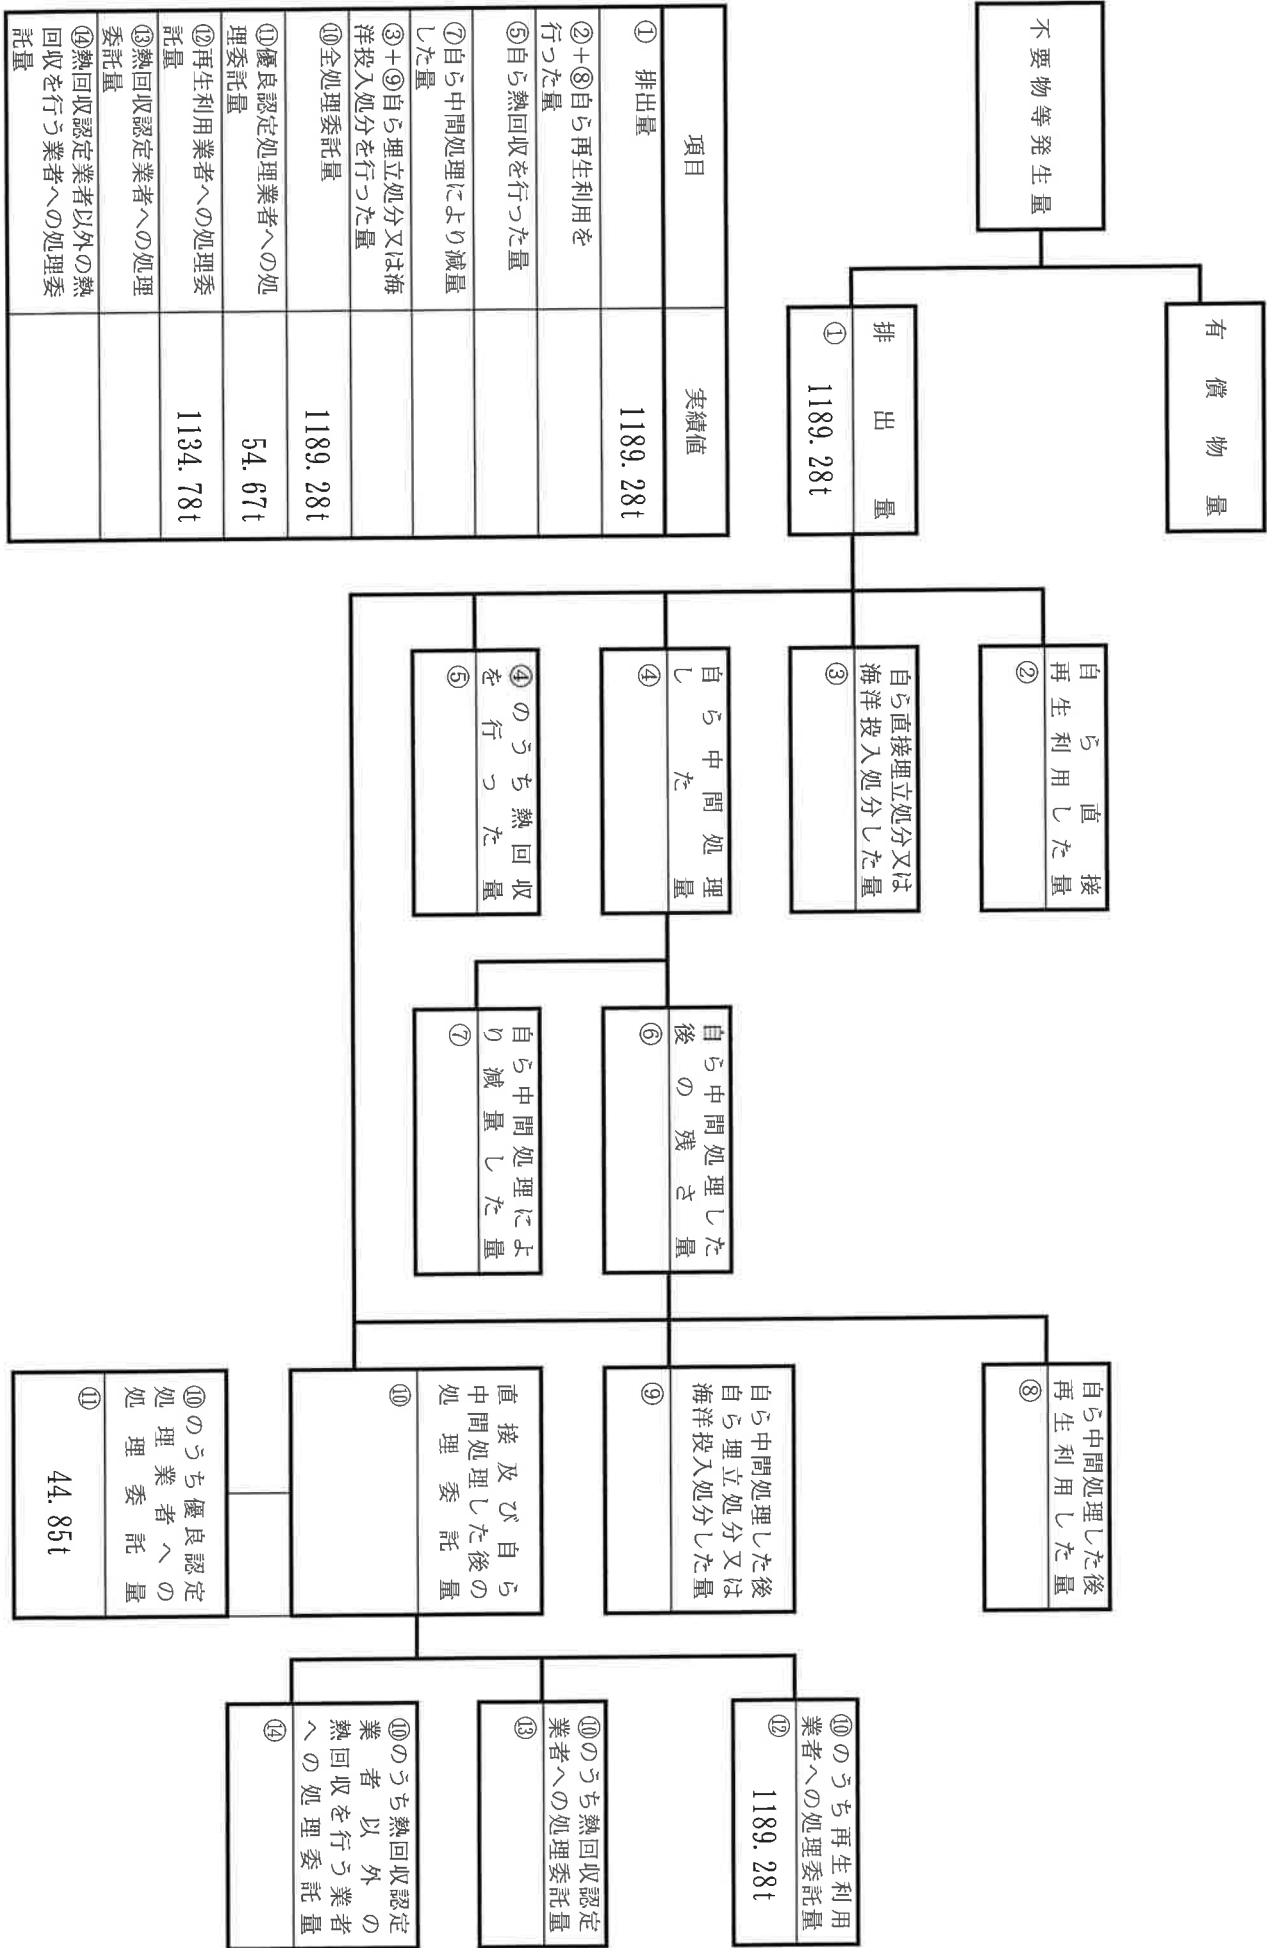 不要物等発生量
有償物量
排出量
① 1189.28t
自ら直接
再生利用した量
②
自ら直接埋立処分又は
海洋投入処分した量
③
自ら中間処理
した量
④
④のうち熱回収
を行った量
⑤
自ら中間処理した
後の残さ量
⑥
自ら中間処理によ
り減量した量
⑦
自ら中間処理した後
再生利用した量
⑧
自ら中間処理した後
自ら埋立処分又は
海洋投入処分した量
⑨
直接及び自ら
中間処理した後の
処理委託量
⑩
⑩のうち優良認定
処理業者への
処理委託量
⑪
44.85t
⑩のうち再生利用
業者への処理委託量
⑫ 1189.28t
⑩のうち熱回収認定
業者への処理委託量
⑬
⑩のうち熱回収認定
業者以外の
熱回収を行う業者
への処理委託量
⑭
項目 実績値
① 排出量 1189.28t
②+⑧自ら再生利用を
行った量
⑤自ら熱回収を行った量
⑦自ら中間処理により減量
した量
③+⑨自ら埋立処分又は海
洋投入処分を行った量
⑩全処理委託量 1189.28t
⑪優良認定処理業者への処
理委託量 54.67t
⑫再生利用業者への処理委
託量 1134.78t
⑬熱回収認定業者への処理
委託量
⑭熱回収認定業者以外の熱
回収を行う業者への処理委
託量